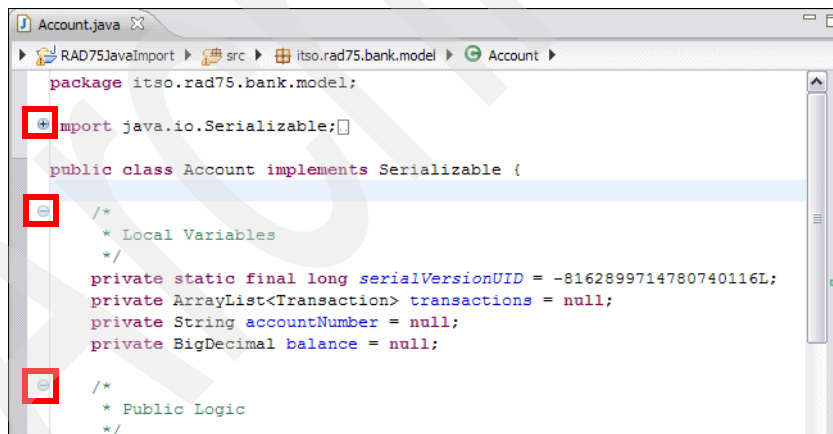 Account.java
RAD75JavaImport src itso.rad75.bank.model Account
package itso.rad75.bank.model;
import java.io.Serializable;
public class Account implements Serializable {
/*
* Local Variables
*/
private static final long serialVersionUID = -8162899714780740116L;
private ArrayList<Transaction> transactions = null;
private String accountNumber = null;
private BigDecimal balance = null;
/*
* Public Logic
*/